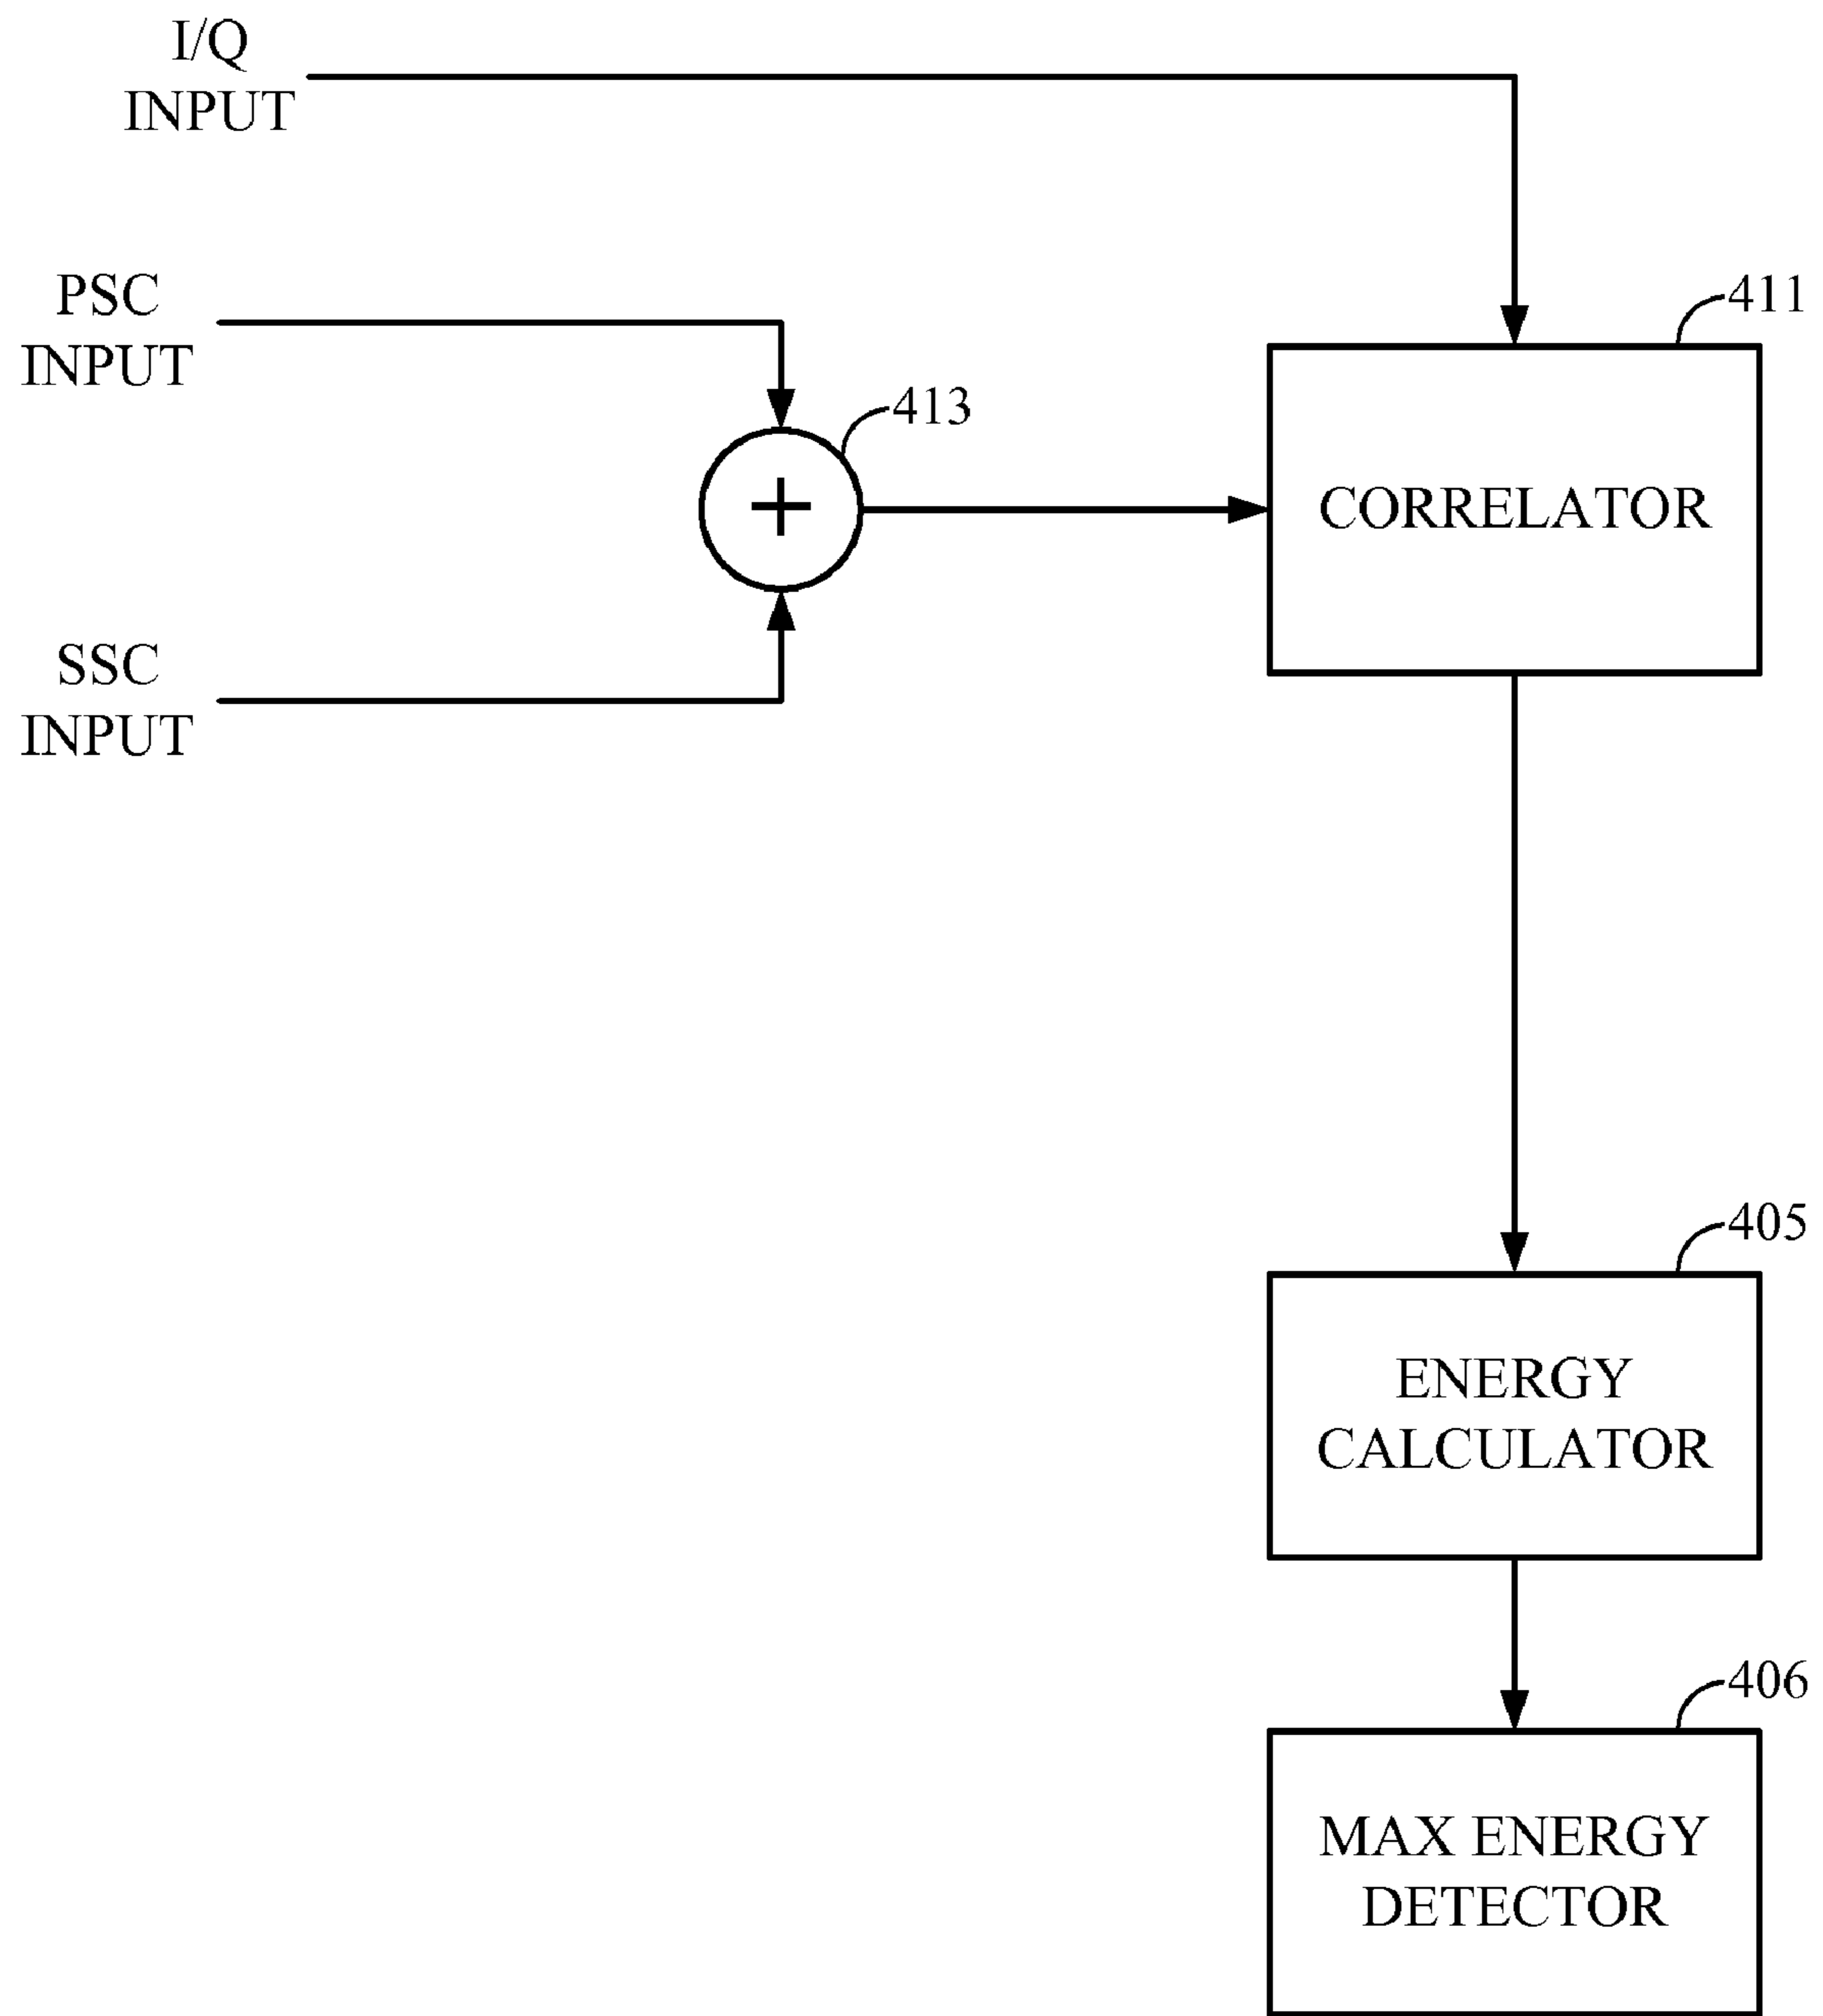 I/Q
INPUT
PSC
INPUT
411
413
+
CORRELATOR
SSC
INPUT
405
ENERGY
CALCULATOR
406
MAX ENERGY
DETECTOR